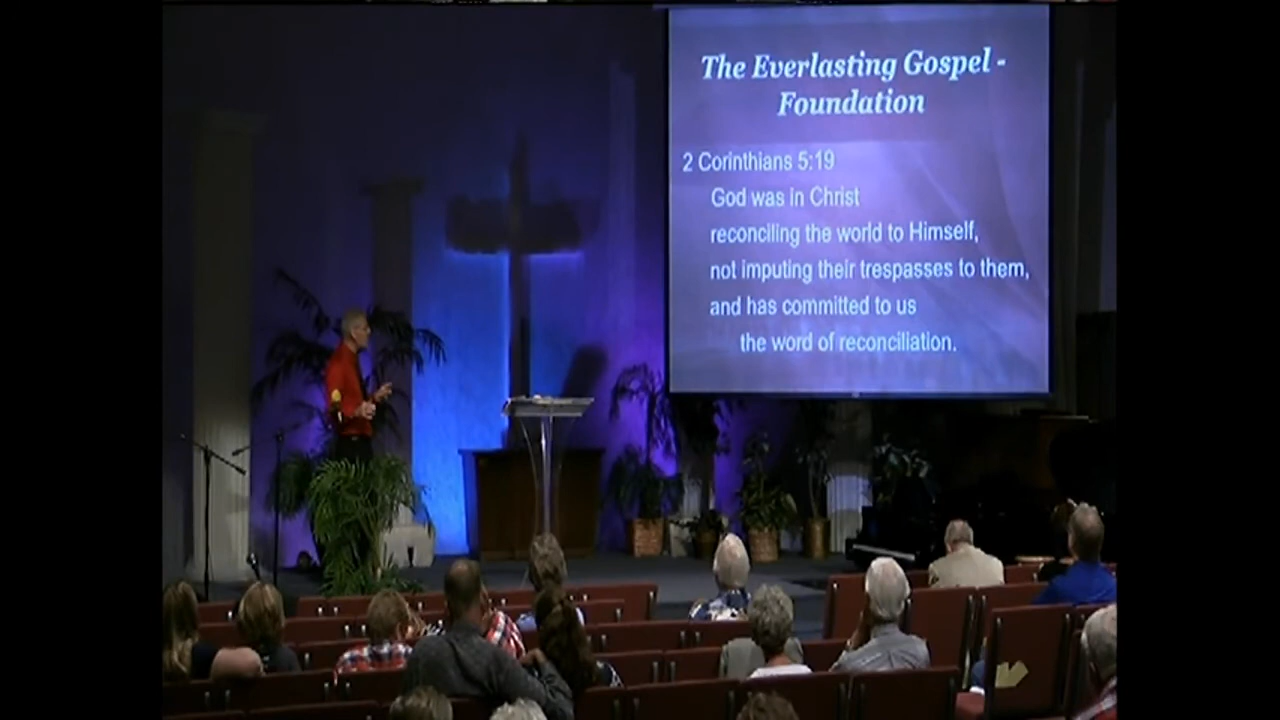 The Everlasting Gospel -
Foundation
2 Corinthians 5:19
God was in Christ
reconciling the world to Himself,
not imputing their trespasses to them,
and has committed to us
the word of reconciliation.